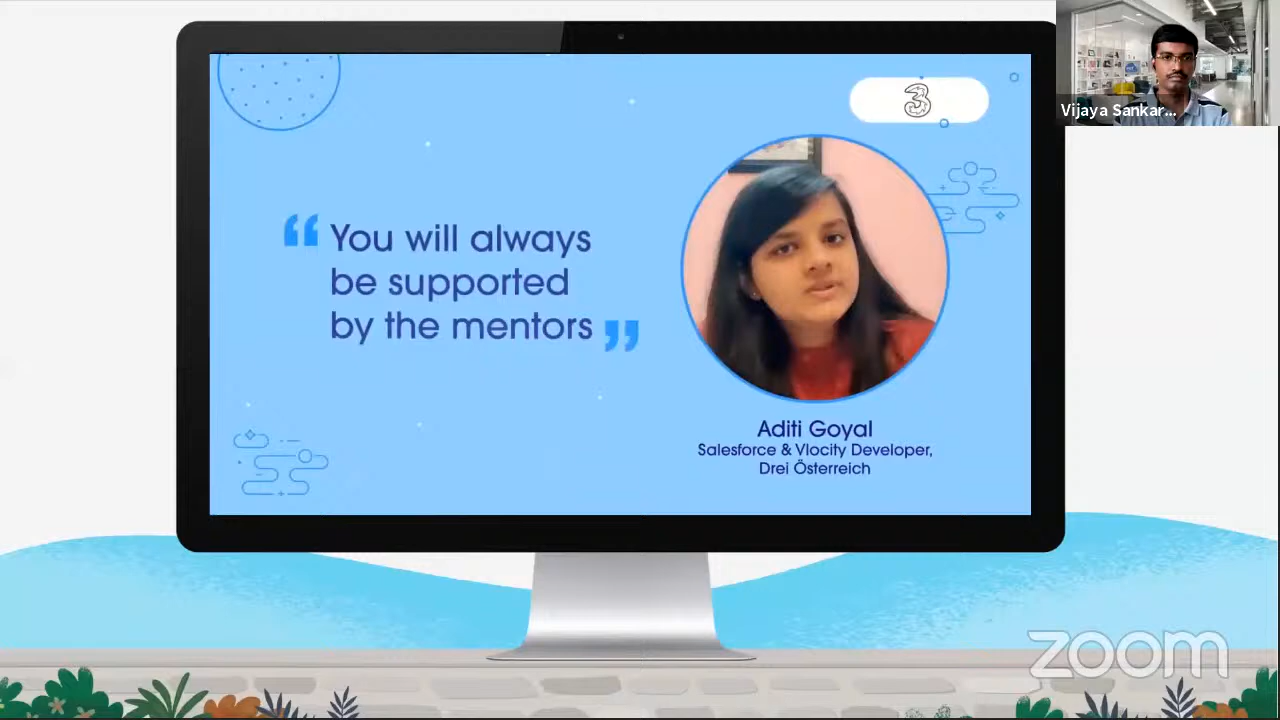 3
Vijaya Sankar...
“You will always
be supported
by the mentors”
Aditi Goyal
Salesforce & Vlocity Developer,
Drei Österreich
zoom